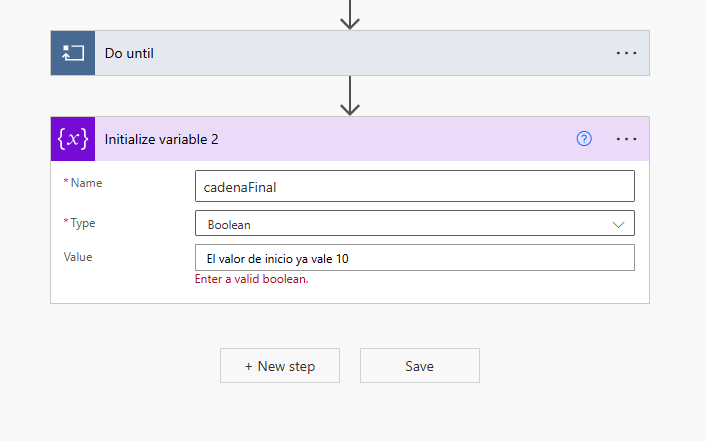 Do until
{x} Initialize variable 2
* Name cadenaFinal
* Type Boolean
Value El valor de inicio ya vale 10
Enter a valid boolean.
+ New step Save